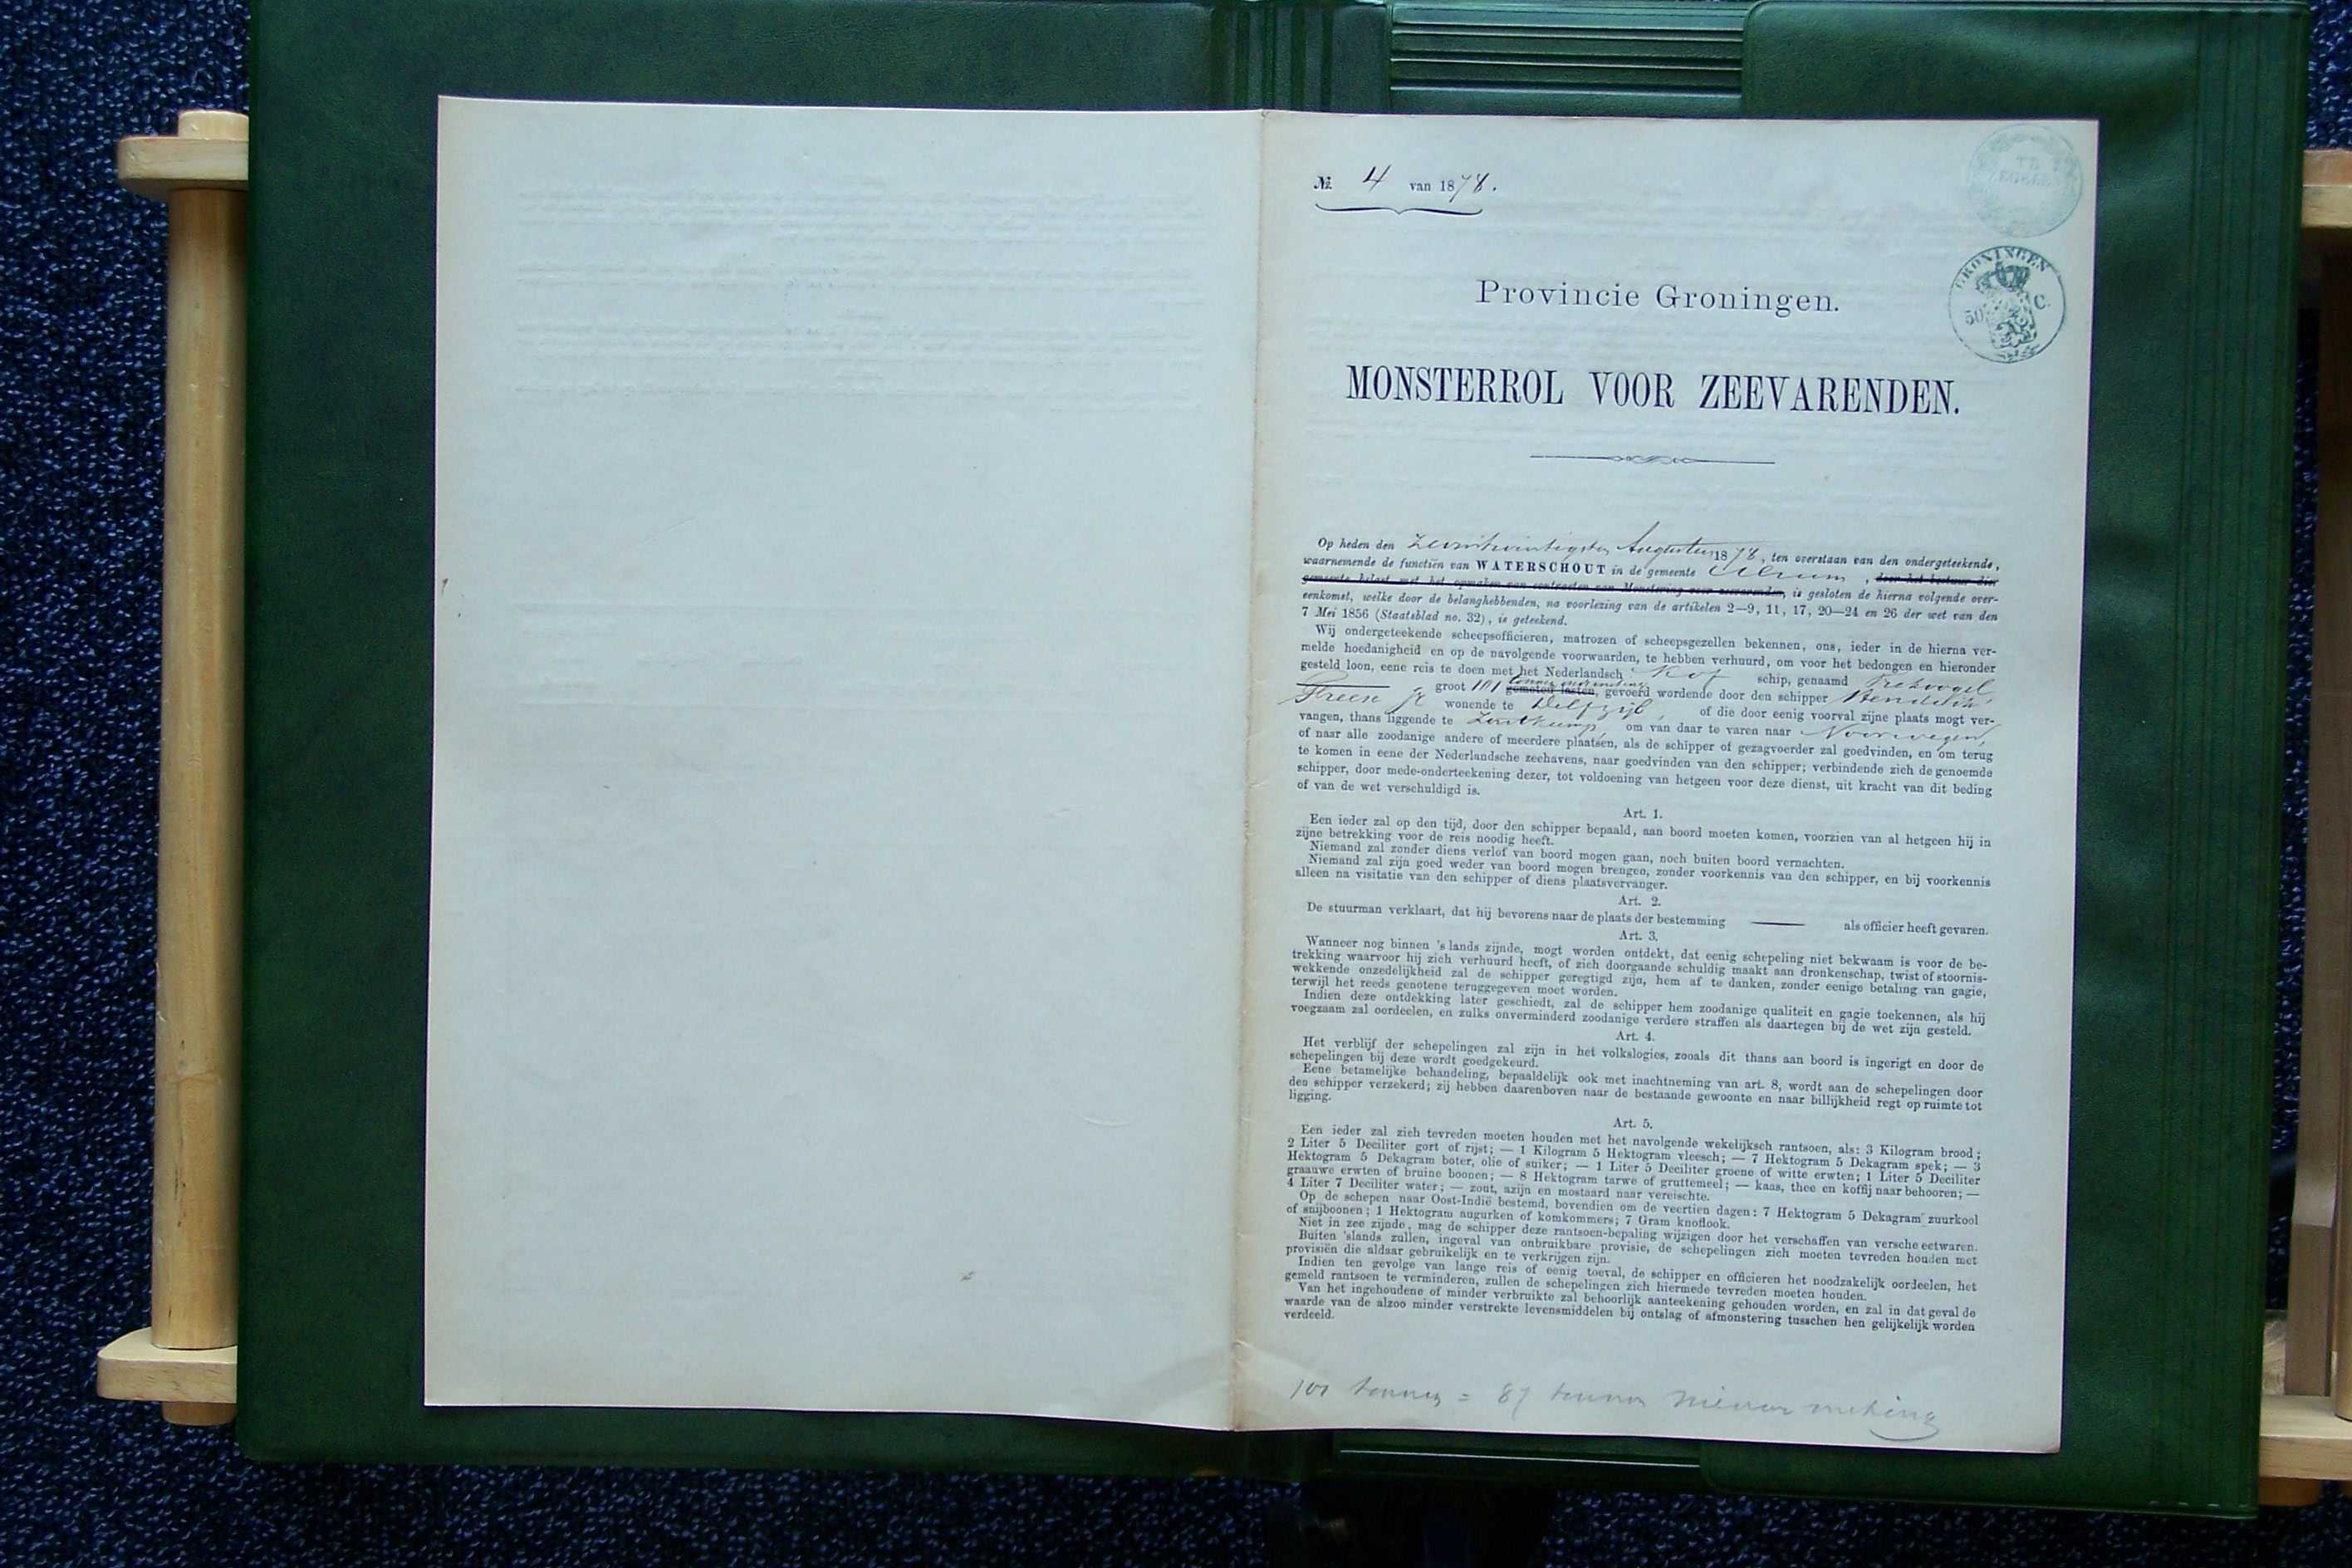 №. 4 van 1878.
TE
ZEGELEN
GRONINGEN
50 C
Provincie Groningen.
MONSTERROL VOOR ZEEVARENDEN.
Op heden den Zevenentwintigsten Augustus 1878, ten overstaan van den ondergeteekende,
waarnemende de functiën van WATERSCHOUT in de gemeente Ulrum, door het bestuur dier
gemeente belast met het opmaken van contracten van Monstering voor zeevarenden, is gesloten de hierna volgende over-
eenkomst, welke door de belanghebbenden, na voorlezing van de artikelen 2—9, 11, 17, 20—24 en 26 der wet van den
7 Mei 1856 (Staatsblad no. 32), is geteekend.
Wij ondergeteekende scheepsofficieren, matrozen of scheepsgezellen bekennen, ons, ieder in de hierna ver-
melde hoedanigheid en op de navolgende voorwaarden, te hebben verhuurd, om voor het bedongen en hieronder
gesteld loon, eene reis te doen met het Nederlandsch Kof schip, genaamd Trekvogel
groot 101 gemeten lasten, gevoerd wordende door den schipper Hendrik
Freese Jz wonende te Delfzijl, of die door eenig voorval zijne plaats mogt ver-
vangen, thans liggende te Zoutkamp om van daar te varen naar Noorwegen,
of naar alle zoodanige andere of meerdere plaatsen, als de schipper of gezagvoerder zal goedvinden, en om terug
te komen in eene der Nederlandsche zeehavens, naar goedvinden van den schipper; verbindende zich de genoemde
schipper, door mede-onderteekening dezer, tot voldoening van hetgeen voor deze dienst, uit kracht van dit beding
of van de wet verschuldigd is.
Art. 1.
Een ieder zal op den tijd, door den schipper bepaald, aan boord moeten komen, voorzien van al hetgeen hij in
zijne betrekking voor de reis noodig heeft.
Niemand zal zonder diens verlof van boord mogen gaan, noch buiten boord vernachten.
Niemand zal zijn goed weder van boord mogen brengen, zonder voorkennis van den schipper, en bij voorkennis
alleen na visitatie van den schipper of diens plaatsvervanger.
Art. 2.
De stuurman verklaart, dat hij bevorens naar de plaats der bestemming —— als officier heeft gevaren.
Art. 3.
Wanneer nog binnen 's lands zijnde, mogt worden ontdekt, dat eenig schepeling niet bekwaam is voor de be-
trekking waarvoor hij zich verhuurd heeft, of zich doorgaande schuldig maakt aan dronkenschap, twist of stoornis-
wekkende onzedelijkheid zal de schipper geregtigd zijn, hem af te danken, zonder eenige betaling van gagie,
terwijl het reeds genotene teruggegeven moet worden.
Indien deze ontdekking later geschiedt, zal de schipper hem zoodanige qualiteit en gagie toekennen, als hij
voegzaam zal oordeelen, en zulks onverminderd zoodanige verdere straffen als daartegen bij de wet zijn gesteld.
Art. 4.
Het verblijf der schepelingen zal zijn in het volkslogies, zooals dit thans aan boord is ingerigt en door de
schepelingen bij deze wordt goedgekeurd.
Eene betamelijke behandeling, bepaaldelijk ook met inachtneming van art. 8, wordt aan de schepelingen door
den schipper verzekerd; zij hebben daarenboven naar de bestaande gewoonte en naar billijkheid regt op ruimte tot
ligging.
Art. 5.
Een ieder zal zich tevreden moeten houden met het navolgende wekelijksch rantsoen, als: 3 Kilogram brood;
2 Liter 5 Deciliter gort of rijst; — 1 Kilogram 5 Hektogram vleesch; — 7 Hektogram 5 Dekagram spek; — 3
Hektogram 5 Dekagram boter, olie of suiker; — 1 Liter 5 Deciliter groene of witte erwten; 1 Liter 5 Deciliter
graauwe erwten of bruine boonen; — 8 Hektogram tarwe of gruttemeel; — kaas, thee en koffij naar behooren; —
4 Liter 7 Deciliter water; — zout, azijn en mostaard naar vereischte.
Op de schepen naar Oost-Indië bestemd, bovendien om de veertien dagen: 7 Hektogram 5 Dekagram zuurkool
of snijboonen; 1 Hektogram augurken of komkommers; 7 Gram knoflook.
Niet in zee zijnde, mag de schipper deze rantsoen-bepaling wijzigen door het verschaffen van versche eetwaren.
Buiten 'slands zullen, ingeval van onbruikbare provisie, de schepelingen zich moeten tevreden houden met
provisiën die aldaar gebruikelijk en te verkrijgen zijn.
Indien ten gevolge van lange reis of eenig toeval, de schipper en officieren het noodzakelijk oordeelen, het
gemeld rantsoen te verminderen, zullen de schepelingen zich hiermede tevreden moeten houden.
Van het ingehoudene of minder verbruikte zal behoorlijk aanteekening gehouden worden, en zal in dat geval de
waarde van de alzoo minder verstrekte levensmiddelen bij ontslag of afmonstering tusschen hen gelijkelijk worden
verdeeld.
101 tonnen = 87 tonnen nieuwe meting